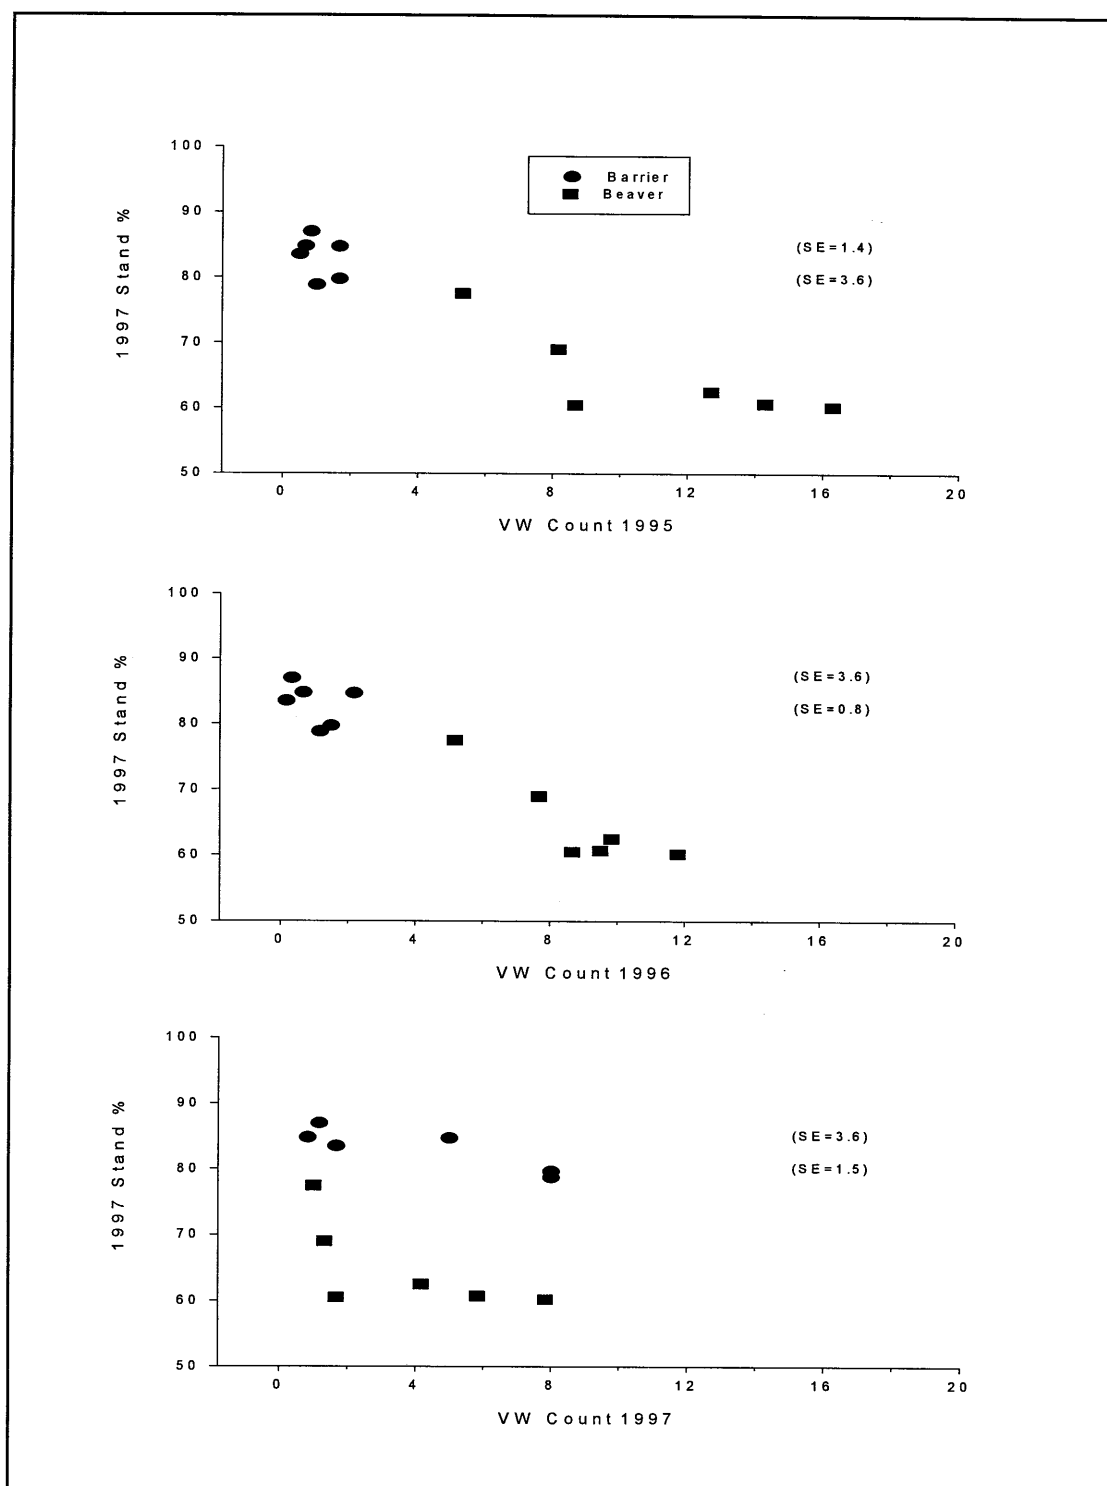 100
90
80
70
60
50
1997 Stand %
Barrier
Beaver
(SE=1.4)
(SE=3.6)
0 4 8 12 16 20
VW Count 1995
100
90
80
70
60
50
1997 Stand %
(SE=3.6)
(SE=0.8)
0 4 8 12 16 20
VW Count 1996
100
90
80
70
60
50
1997 Stand %
(SE=3.6)
(SE=1.5)
0 4 8 12 16 20
VW Count 1997